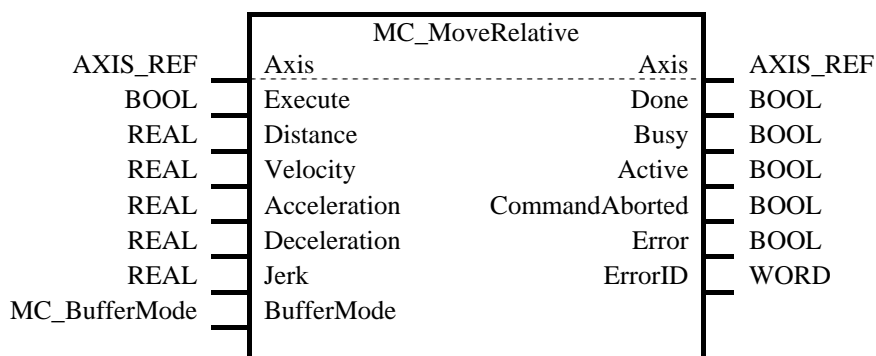 MC_MoveRelative
AXIS_REF Axis Axis AXIS_REF
BOOL Execute Done BOOL
REAL Distance Busy BOOL
REAL Velocity Active BOOL
REAL Acceleration CommandAborted BOOL
REAL Deceleration Error BOOL
REAL Jerk ErrorID WORD
MC_BufferMode BufferMode